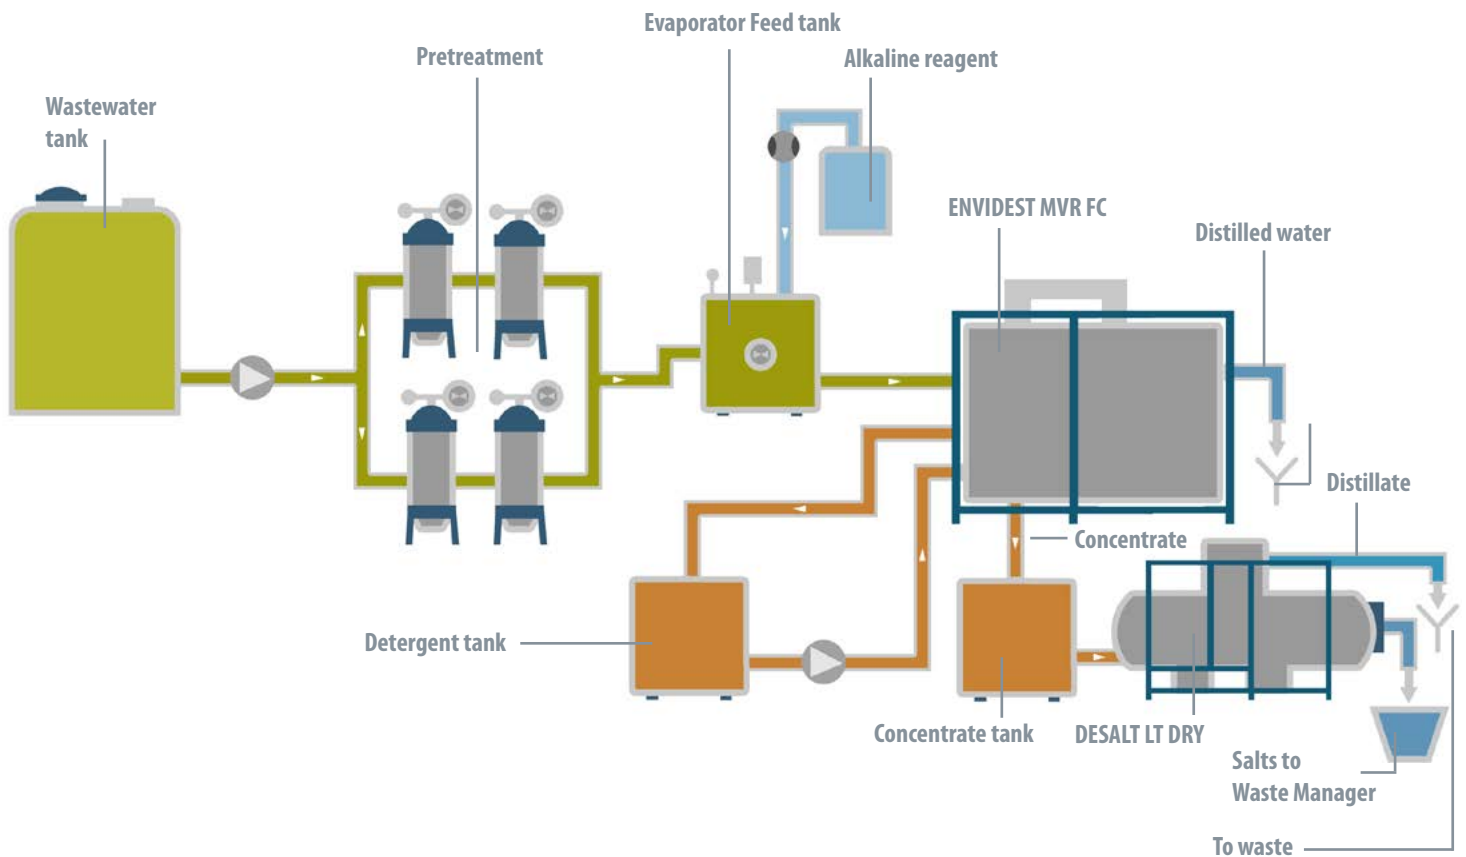 Evaporator Feed tank
Pretreatment
Alkaline reagent
Wastewater
tank
ENVIDEST MVR FC
Distilled water
Distillate
Concentrate
Detergent tank
Concentrate tank
DESALT LT DRY
Salts to
Waste Manager
To waste